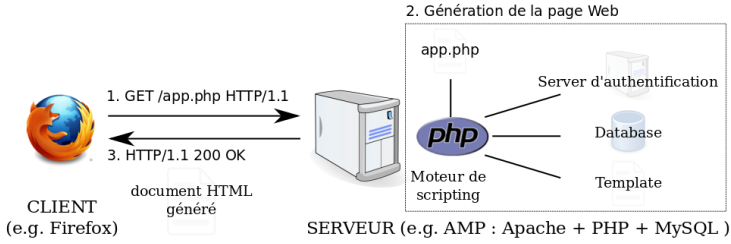 2. Génération de la page Web
app.php
1. GET /app.php HTTP/1.1
Server d'authentification
php
Database
3. HTTP/1.1 200 OK
Moteur de
scripting
Template
document HTML
généré
CLIENT
(e.g. Firefox)
SERVEUR (e.g. AMP : Apache + PHP + MySQL )